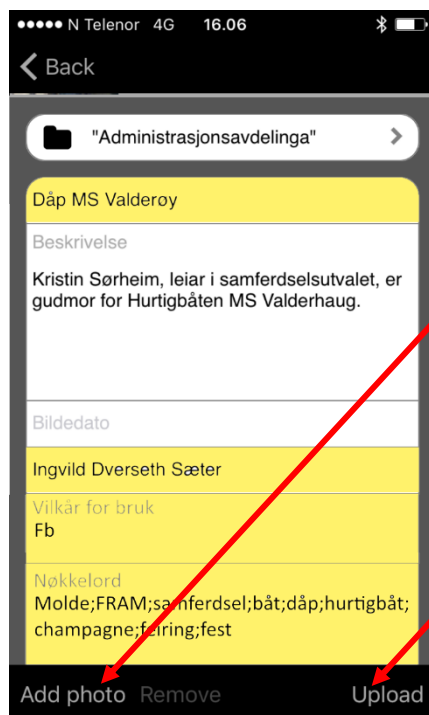 N Telenor 4G 16.06
Back
"Administrasjonsavdelinga"
Dåp MS Valderøy
Beskrivelse
Kristin Sørheim, leiar i samferdselsutvalet, er
gudmor for Hurtigbåten MS Valderhaug.
Bildedato
Ingvild Dverseth Sæter
Vilkår for bruk
Fb
Nøkkelord
Molde;FRAM;samferdsel;båt;dåp;hurtigbåt;
champagne;feiring;fest
Add photo Remove Upload